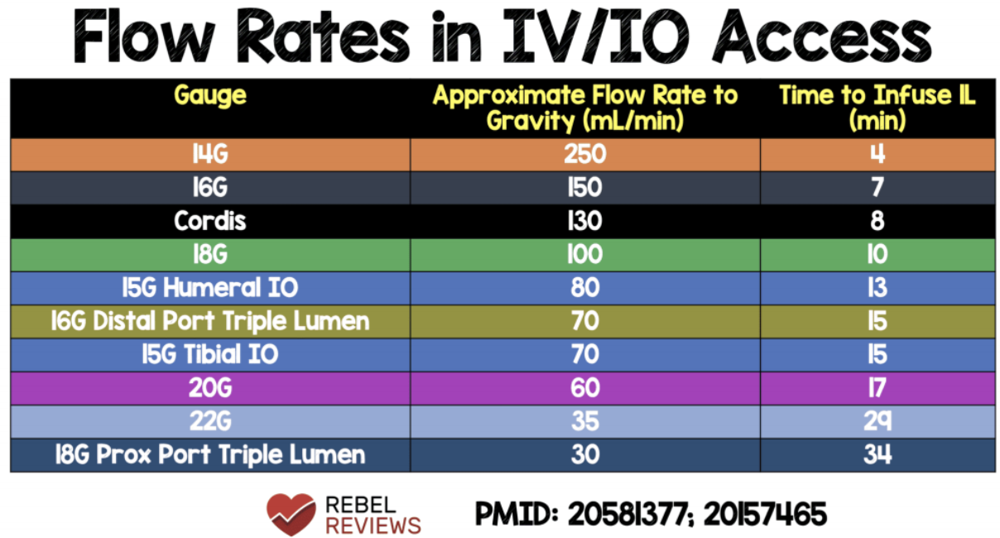 Flow Rates in IV/IO Access
Gauge Approximate Flow Rate to Gravity (mL/min) Time to Infuse 1L (min)
14G 250 4
16G 150 7
Cordis 130 8
18G 100 10
15G Humeral IO 80 13
16G Distal Port Triple Lumen 70 15
15G Tibial IO 70 15
20G 60 17
22G 35 29
18G Prox Port Triple Lumen 30 34
REBEL REVIEWS
PMID: 20581377; 20157465